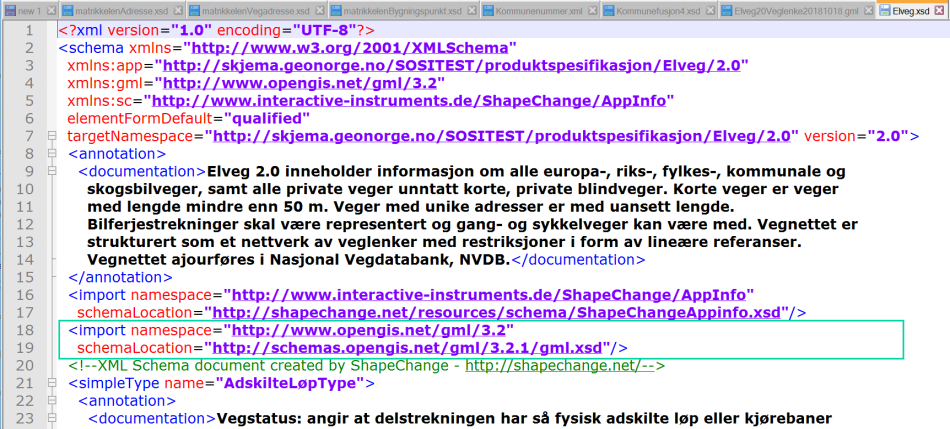 new 1 matrikkelenAdresse.xsd matrikkelenVegadresse.xsd matrikkelenBygningspunkt.xsd Kommunenummer.xml Kommunefusjon4.xsd Elveg20Veglenke20181018.gml Elveg.xsd
1 <?xml version="1.0" encoding="UTF-8"?>
2 <schema xmlns="http://www.w3.org/2001/XMLSchema"
3 xmlns:app="http://skjema.geonorge.no/SOSITEST/produktspesifikasjon/Elveg/2.0"
4 xmlns:gml="http://www.opengis.net/gml/3.2"
5 xmlns:sc="http://www.interactive-instruments.de/ShapeChange/AppInfo"
6 elementFormDefault="qualified"
7 targetNamespace="http://skjema.geonorge.no/SOSITEST/produktspesifikasjon/Elveg/2.0" version="2.0">
8 <annotation>
9 <documentation>Elveg 2.0 inneholder informasjon om alle europa-, riks-, fylkes-, kommunale og
10 skogsbilveger, samt alle private veger unntatt korte, private blindveger. Korte veger er veger
11 med lengde mindre enn 50 m. Veger med unike adresser er med uansett lengde.
12 Bilferjestrekninger skal være representert og gang- og sykkelveger kan være med. Vegnettet er
13 strukturert som et nettverk av veglenker med restriksjoner i form av lineære referanser.
14 Vegnettet ajourføres i Nasjonal Vegdatabank, NVDB.</documentation>
15 </annotation>
16 <import namespace="http://www.interactive-instruments.de/ShapeChange/AppInfo"
17 schemaLocation="http://shapechange.net/resources/schema/ShapeChangeAppinfo.xsd"/>
18 <import namespace="http://www.opengis.net/gml/3.2"
19 schemaLocation="http://schemas.opengis.net/gml/3.2.1/gml.xsd"/>
20 <!--XML Schema document created by ShapeChange - http://shapechange.net/-->
21 <simpleType name="AdskilteLøpType">
22 <annotation>
23 <documentation>Vegstatus: angir at delstrekningen har så fysisk adskilte løp eller kjørebaner